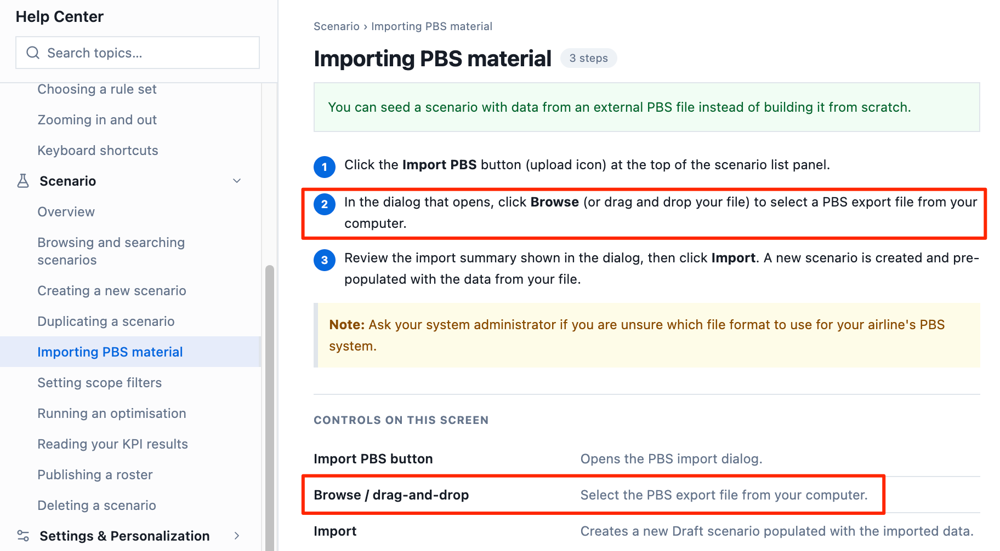 Help Center
Search topics...
Choosing a rule set
Zooming in and out
Keyboard shortcuts
Scenario
Overview
Browsing and searching
scenarios
Creating a new scenario
Duplicating a scenario
Importing PBS material
Setting scope filters
Running an optimisation
Reading your KPI results
Publishing a roster
Deleting a scenario
Settings & Personalization
Scenario › Importing PBS material
Importing PBS material 3 steps
You can seed a scenario with data from an external PBS file instead of building it from scratch.
1 Click the Import PBS button (upload icon) at the top of the scenario list panel.
2 In the dialog that opens, click Browse (or drag and drop your file) to select a PBS export file from your
computer.
3 Review the import summary shown in the dialog, then click Import. A new scenario is created and pre-
populated with the data from your file.
Note: Ask your system administrator if you are unsure which file format to use for your airline's PBS
system.
CONTROLS ON THIS SCREEN
Import PBS button Opens the PBS import dialog.
Browse / drag-and-drop Select the PBS export file from your computer.
Import Creates a new Draft scenario populated with the imported data.